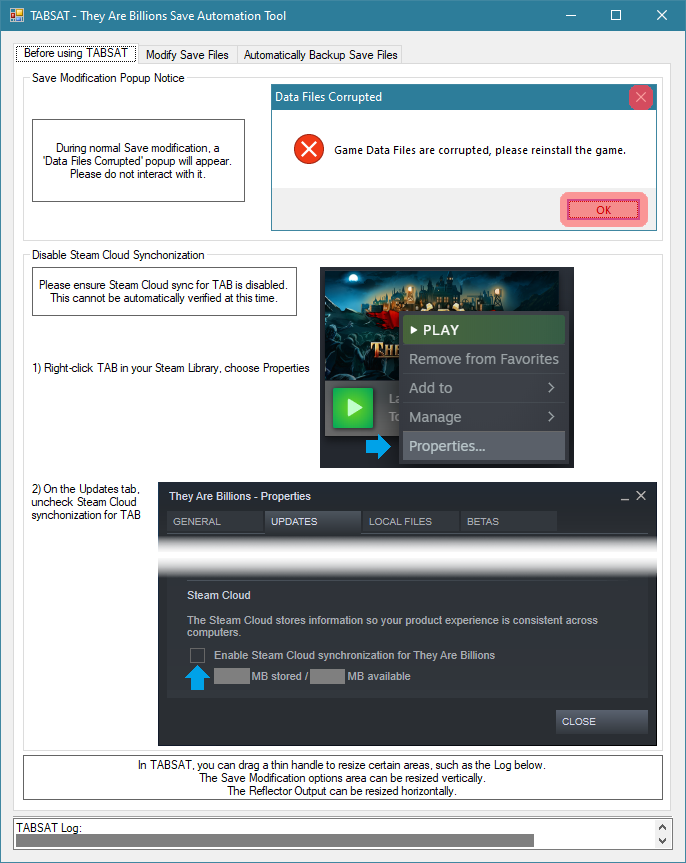 TABSAT - They Are Billions Save Automation Tool
Before using TABSAT
Modify Save Files
Automatically Backup Save Files
Save Modification Popup Notice
During normal Save modification, a
'Data Files Corrupted' popup will appear.
Please do not interact with it.
Data Files Corrupted
Game Data Files are corrupted, please reinstall the game.
OK
Disable Steam Cloud Synchonization
Please ensure Steam Cloud sync for TAB is disabled.
This cannot be automatically verified at this time.
1) Right-click TAB in your Steam Library, choose Properties
PLAY
Remove from Favorites
Add to
Manage
Properties...
2) On the Updates tab,
uncheck Steam Cloud
synchonization for TAB
They Are Billions - Properties
GENERAL
UPDATES
LOCAL FILES
BETAS
Steam Cloud
The Steam Cloud stores information so your product experience is consistent across
computers.
Enable Steam Cloud synchronization for They Are Billions
MB stored / MB available
CLOSE
In TABSAT, you can drag a thin handle to resize certain areas, such as the Log below.
The Save Modification options area can be resized vertically.
The Reflector Output can be resized horizontally.
TABSAT Log: